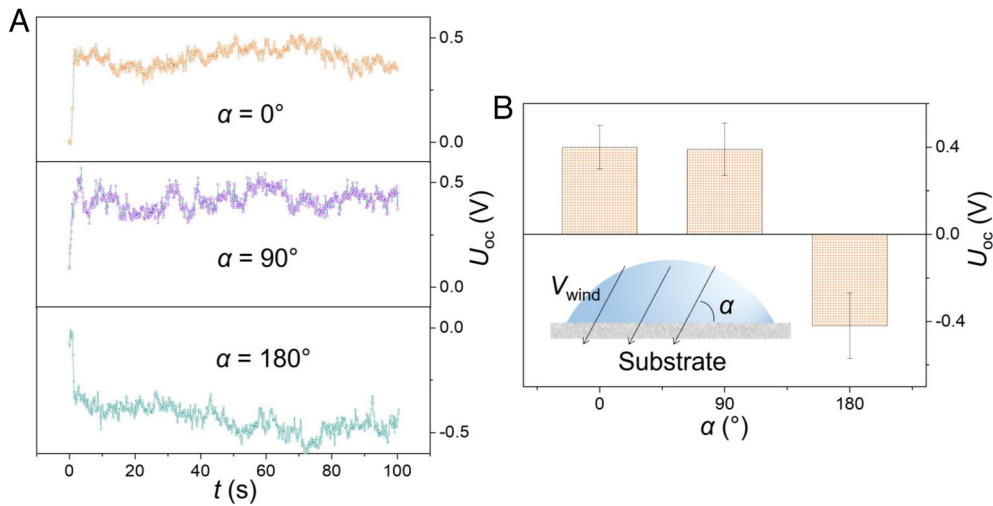 A
0.5
α = 0°
0.0
0.5
α = 90°
0.0
U_oc (V)
0.0
α = 180°
-0.5
0 20 40 60 80 100
t (s)
B
0.4
0.0
-0.4
U_oc (V)
V_wind
α
Substrate
0 90 180
α (°)